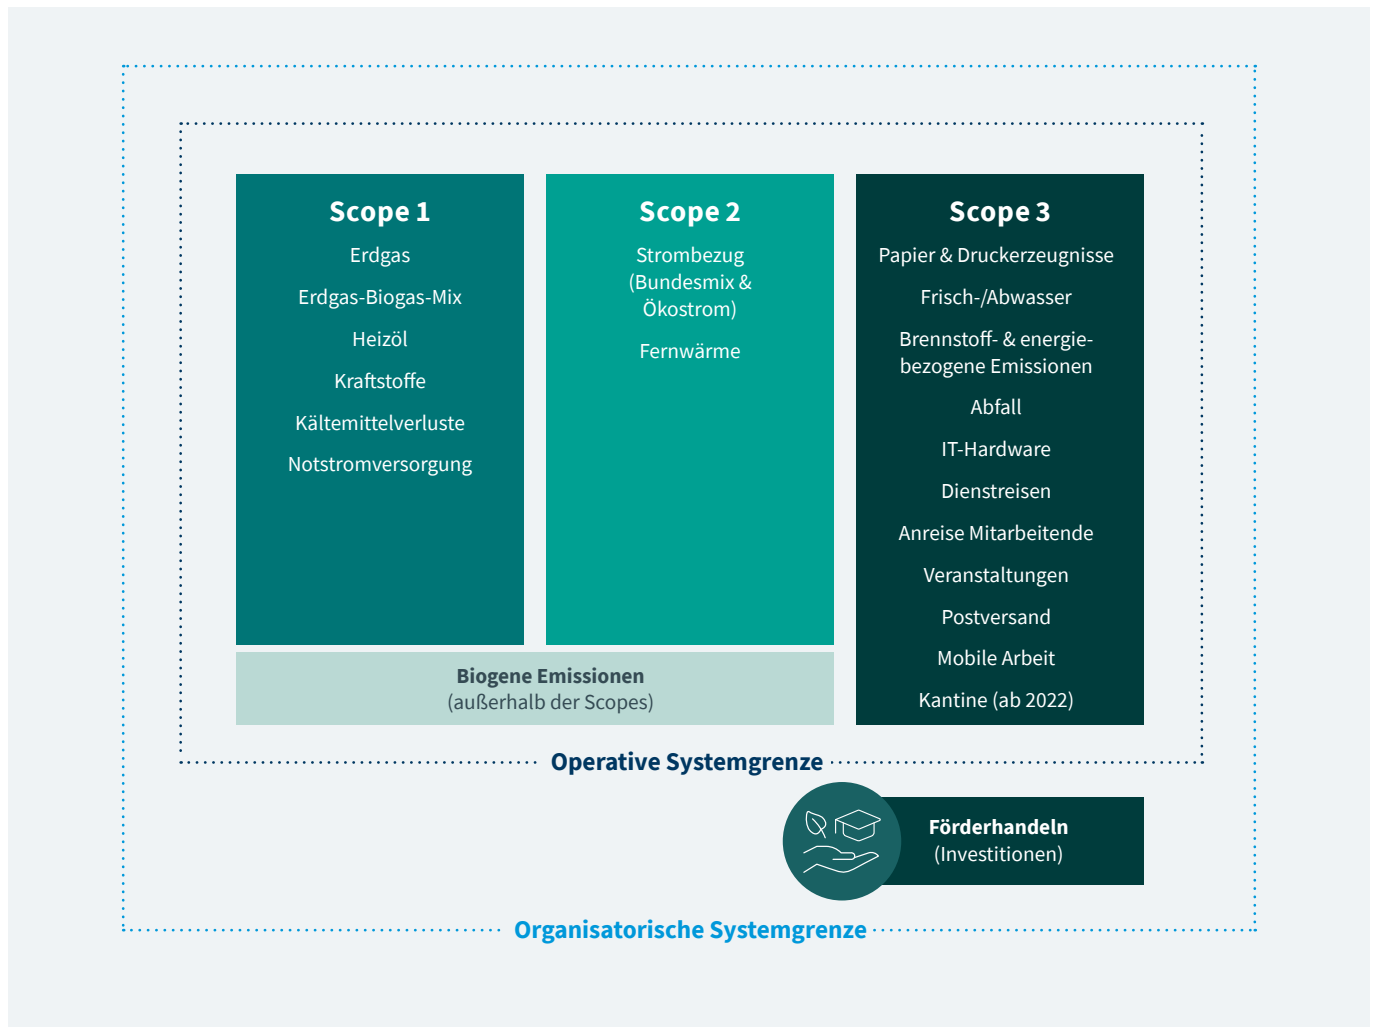 Scope 1
Erdgas
Erdgas-Biogas-Mix
Heizöl
Kraftstoffe
Kältemittelverluste
Notstromversorgung
Scope 2
Strombezug
(Bundesmix &
Ökostrom)
Fernwärme
Scope 3
Papier & Druckerzeugnisse
Frisch-/Abwasser
Brennstoff- & energie-
bezogene Emissionen
Abfall
IT-Hardware
Dienstreisen
Anreise Mitarbeitende
Veranstaltungen
Postversand
Mobile Arbeit
Kantine (ab 2022)
Biogene Emissionen
(außerhalb der Scopes)
Operative Systemgrenze
Förderhandeln
(Investitionen)
Organisatorische Systemgrenze